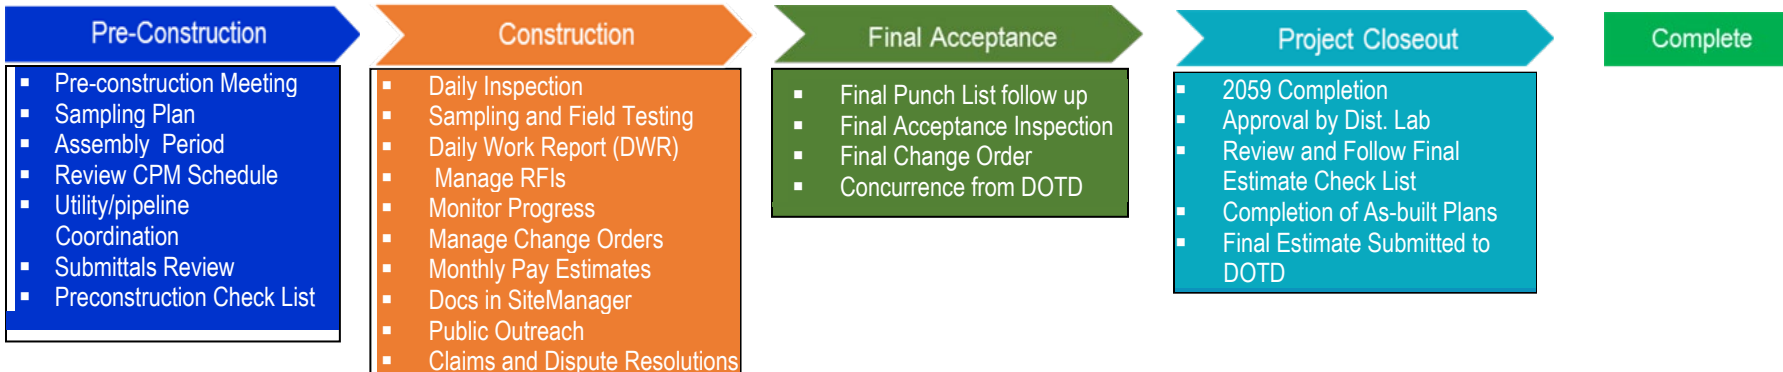 Pre-Construction
▪ Pre-construction Meeting
▪ Sampling Plan
▪ Assembly Period
▪ Review CPM Schedule
▪ Utility/pipeline
Coordination
▪ Submittals Review
▪ Preconstruction Check List
Construction
▪ Daily Inspection
▪ Sampling and Field Testing
▪ Daily Work Report (DWR)
▪ Manage RFIs
▪ Monitor Progress
▪ Manage Change Orders
▪ Monthly Pay Estimates
▪ Docs in SiteManager
▪ Public Outreach
▪ Claims and Dispute Resolutions
Final Acceptance
▪ Final Punch List follow up
▪ Final Acceptance Inspection
▪ Final Change Order
▪ Concurrence from DOTD
Project Closeout
▪ 2059 Completion
▪ Approval by Dist. Lab
▪ Review and Follow Final
Estimate Check List
▪ Completion of As-built Plans
▪ Final Estimate Submitted to
DOTD
Complete